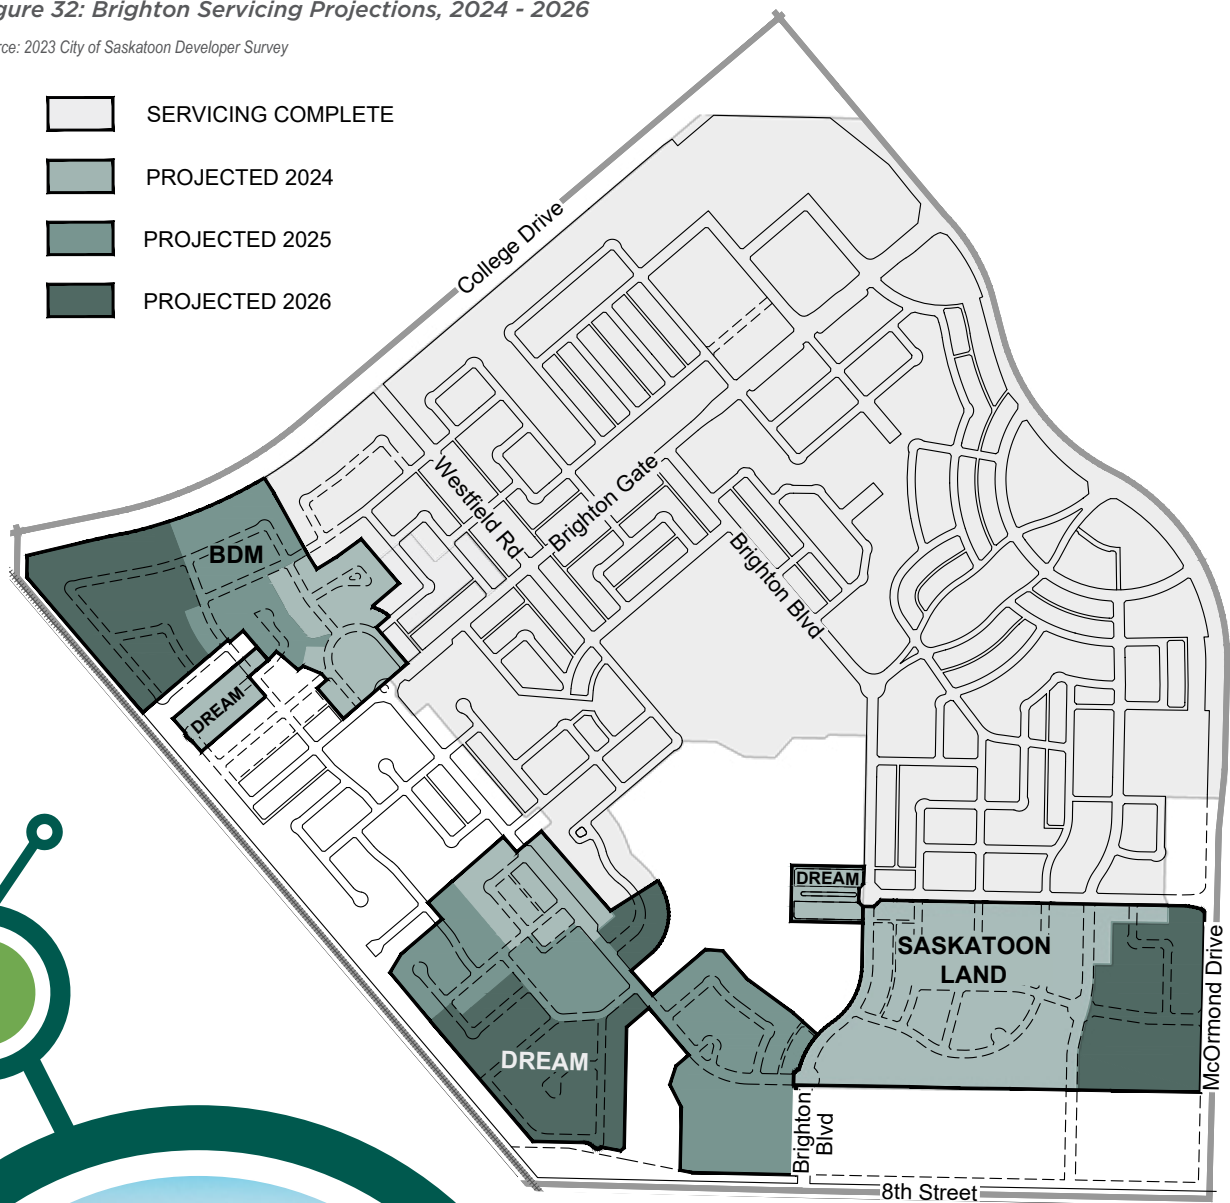 gure 32: Brighton Servicing Projections, 2024 - 2026
rce: 2023 City of Saskatoon Developer Survey
SERVICING COMPLETE
PROJECTED 2024
PROJECTED 2025
PROJECTED 2026
College Drive
Westfield Rd
Brighton Gate
Brighton Blvd
BDM
DREAM
DREAM
SASKATOON
LAND
DREAM
McOrmond Drive
Brighton
Blvd
8th Street